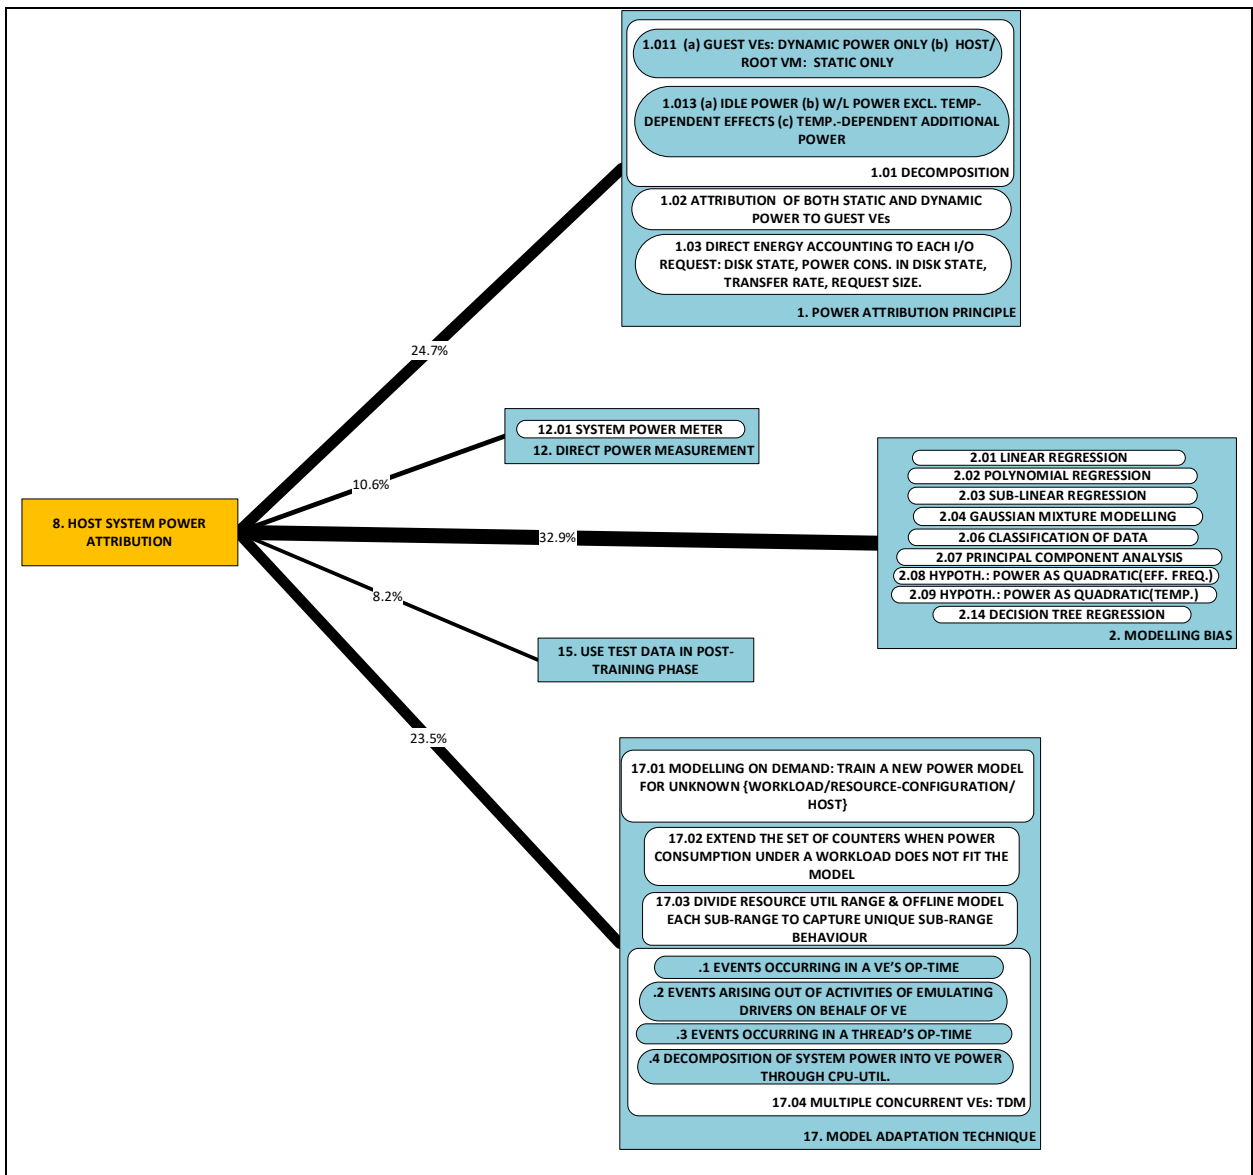 1.011 (a) GUEST VEs: DYNAMIC POWER ONLY (b) HOST/
ROOT VM: STATIC ONLY
1.013 (a) IDLE POWER (b) W/L POWER EXCL. TEMP-
DEPENDENT EFFECTS (c) TEMP.-DEPENDENT ADDITIONAL
POWER
1.01 DECOMPOSITION
1.02 ATTRIBUTION OF BOTH STATIC AND DYNAMIC
POWER TO GUEST VEs
1.03 DIRECT ENERGY ACCOUNTING TO EACH I/O
REQUEST: DISK STATE, POWER CONS. IN DISK STATE,
TRANSFER RATE, REQUEST SIZE.
1. POWER ATTRIBUTION PRINCIPLE
24.7%
12.01 SYSTEM POWER METER
12. DIRECT POWER MEASUREMENT
10.6%
2.01 LINEAR REGRESSION
2.02 POLYNOMIAL REGRESSION
2.03 SUB-LINEAR REGRESSION
2.04 GAUSSIAN MIXTURE MODELLING
2.06 CLASSIFICATION OF DATA
2.07 PRINCIPAL COMPONENT ANALYSIS
2.08 HYPOTH.: POWER AS QUADRATIC(EFF. FREQ.)
2.09 HYPOTH.: POWER AS QUADRATIC(TEMP.)
2.14 DECISION TREE REGRESSION
2. MODELLING BIAS
8. HOST SYSTEM POWER
ATTRIBUTION
32.9%
8.2%
15. USE TEST DATA IN POST-
TRAINING PHASE
23.5%
17.01 MODELLING ON DEMAND: TRAIN A NEW POWER MODEL
FOR UNKNOWN {WORKLOAD/RESOURCE-CONFIGURATION/
HOST}
17.02 EXTEND THE SET OF COUNTERS WHEN POWER
CONSUMPTION UNDER A WORKLOAD DOES NOT FIT THE
MODEL
17.03 DIVIDE RESOURCE UTIL RANGE & OFFLINE MODEL
EACH SUB-RANGE TO CAPTURE UNIQUE SUB-RANGE
BEHAVIOUR
.1 EVENTS OCCURRING IN A VE'S OP-TIME
.2 EVENTS ARISING OUT OF ACTIVITIES OF EMULATING
DRIVERS ON BEHALF OF VE
.3 EVENTS OCCURRING IN A THREAD'S OP-TIME
.4 DECOMPOSITION OF SYSTEM POWER INTO VE POWER
THROUGH CPU-UTIL.
17.04 MULTIPLE CONCURRENT VEs: TDM
17. MODEL ADAPTATION TECHNIQUE